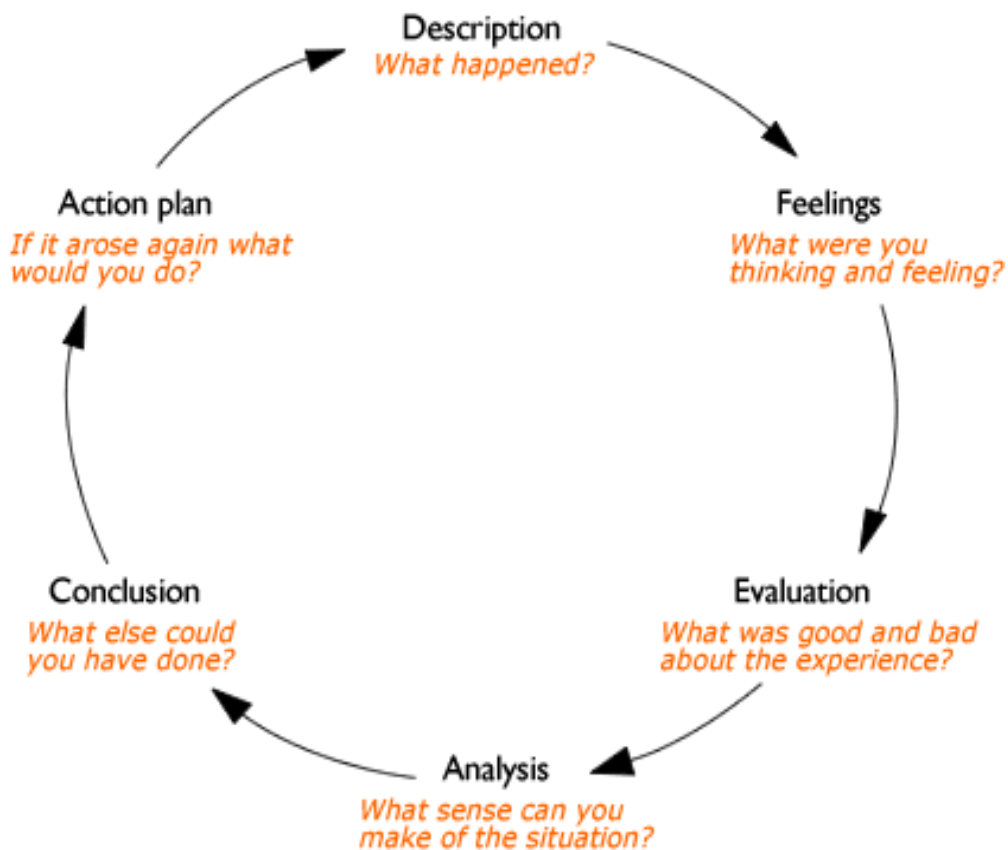 Description
What happened?
Feelings
What were you
thinking and feeling?
Evaluation
What was good and bad
about the experience?
Analysis
What sense can you
make of the situation?
Conclusion
What else could
you have done?
Action plan
If it arose again what
would you do?